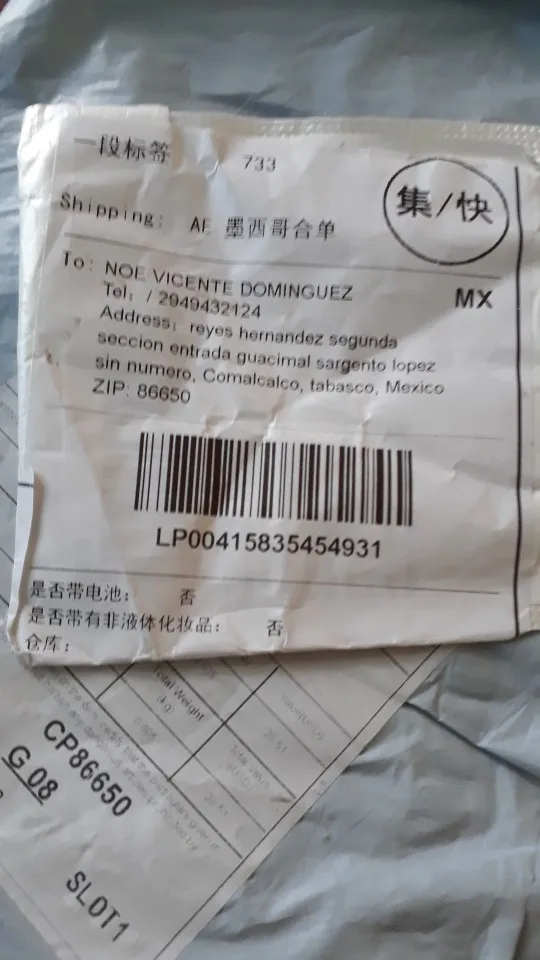 一段标签 733
集/快
Shipping: AE 墨西哥合单
To: NOE VICENTE DOMINGUEZ
MX
Tel: / 2949432124
Address: reyes hernandez segunda
seccion entrada guacimal sargento lopez
sin numero, Comalcalco, tabasco, Mexico
ZIP: 86650
LP00415835454931
是否带电池: 否
是否带有非液体化妆品: 否
仓库:
Total Weight
(kg)
CP86650
G 08
SLOT1